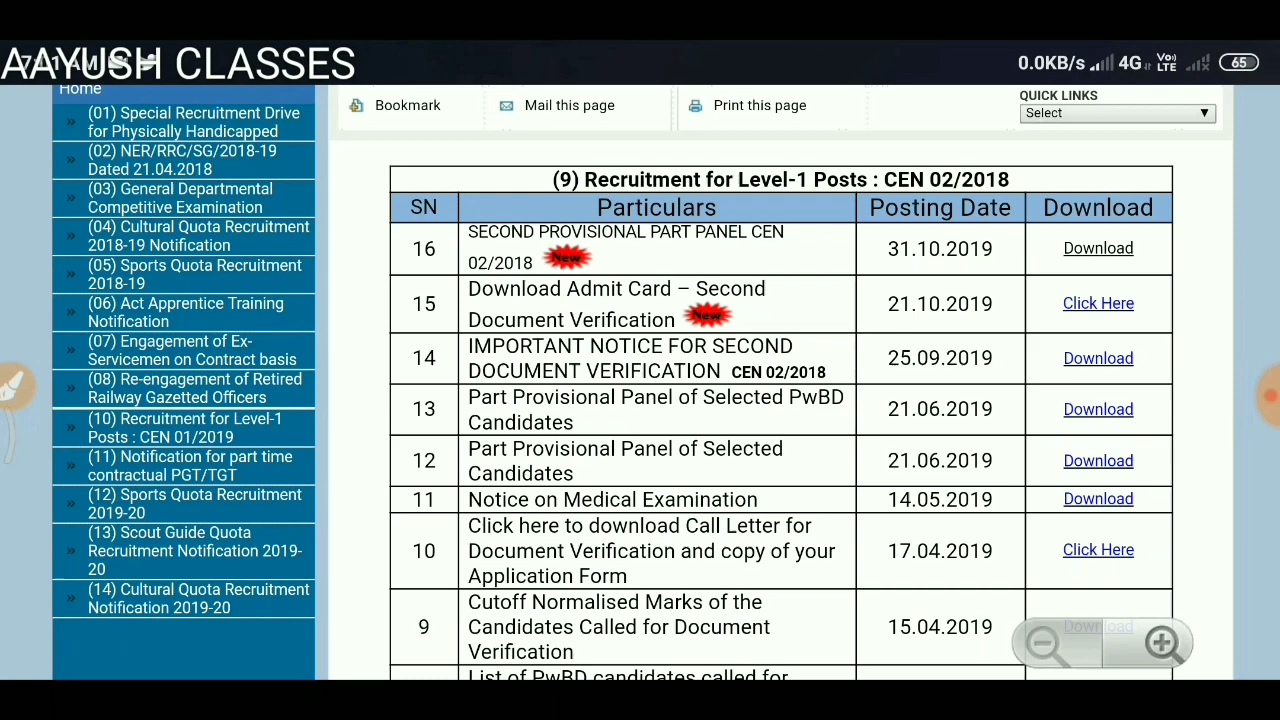 AAYUSH CLASSES
0.0KB/s 4G Vo) LTE 65
Home
(01) Special Recruitment Drive
for Physically Handicapped
(02) NER/RRC/SG/2018-19
Dated 21.04.2018
(03) General Departmental
Competitive Examination
(04) Cultural Quota Recruitment
2018-19 Notification
(05) Sports Quota Recruitment
2018-19
(06) Act Apprentice Training
Notification
(07) Engagement of Ex-
Servicemen on Contract basis
(08) Re-engagement of Retired
Railway Gazetted Officers
(10) Recruitment for Level-1
Posts : CEN 01/2019
(11) Notification for part time
contractual PGT/TGT
(12) Sports Quota Recruitment
2019-20
(13) Scout Guide Quota
Recruitment Notification 2019-
20
(14) Cultural Quota Recruitment
Notification 2019-20
Bookmark Mail this page Print this page
QUICK LINKS
Select
(9) Recruitment for Level-1 Posts : CEN 02/2018
SN Particulars Posting Date Download
16 SECOND PROVISIONAL PART PANEL CEN
02/2018 New 31.10.2019 Download
15 Download Admit Card – Second
Document Verification New 21.10.2019 Click Here
14 IMPORTANT NOTICE FOR SECOND
DOCUMENT VERIFICATION CEN 02/2018 25.09.2019 Download
13 Part Provisional Panel of Selected PwBD
Candidates 21.06.2019 Download
12 Part Provisional Panel of Selected
Candidates 21.06.2019 Download
11 Notice on Medical Examination 14.05.2019 Download
10 Click here to download Call Letter for
Document Verification and copy of your
Application Form 17.04.2019 Click Here
9 Cutoff Normalised Marks of the
Candidates Called for Document
Verification 15.04.2019 Download
List of PwBD candidates called for